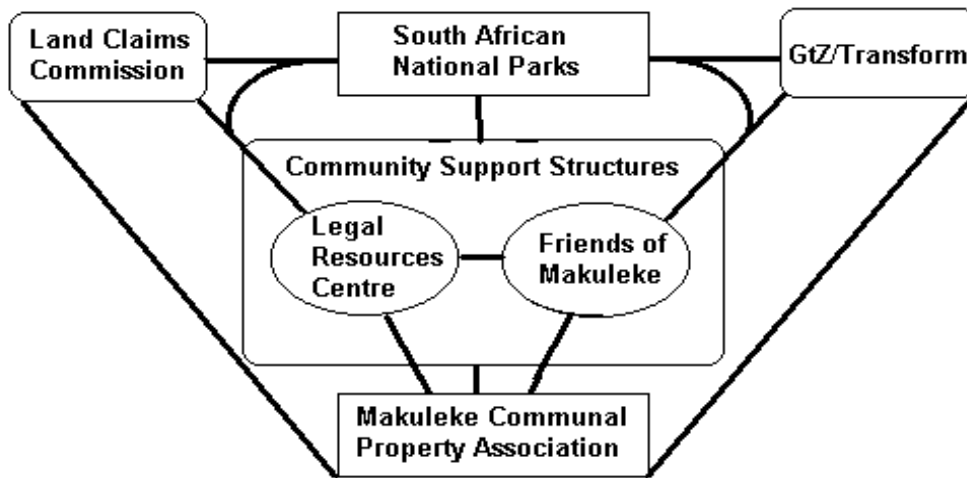 Land Claims
Commission
South African
National Parks
GtZ/Transform
Community Support Structures
Legal
Resources
Centre
Friends of
Makuleke
Makuleke Communal
Property Association